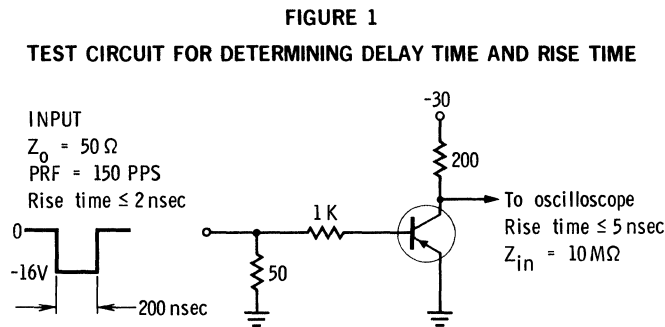 FIGURE 1
TEST CIRCUIT FOR DETERMINING DELAY TIME AND RISE TIME
INPUT
Z₀ = 50 Ω
PRF = 150 PPS
Rise time ≤ 2 nsec
0
-16V
200 nsec
1 K
50
-30
200
To oscilloscope
Rise time ≤ 5 nsec
Zin = 10 MΩ